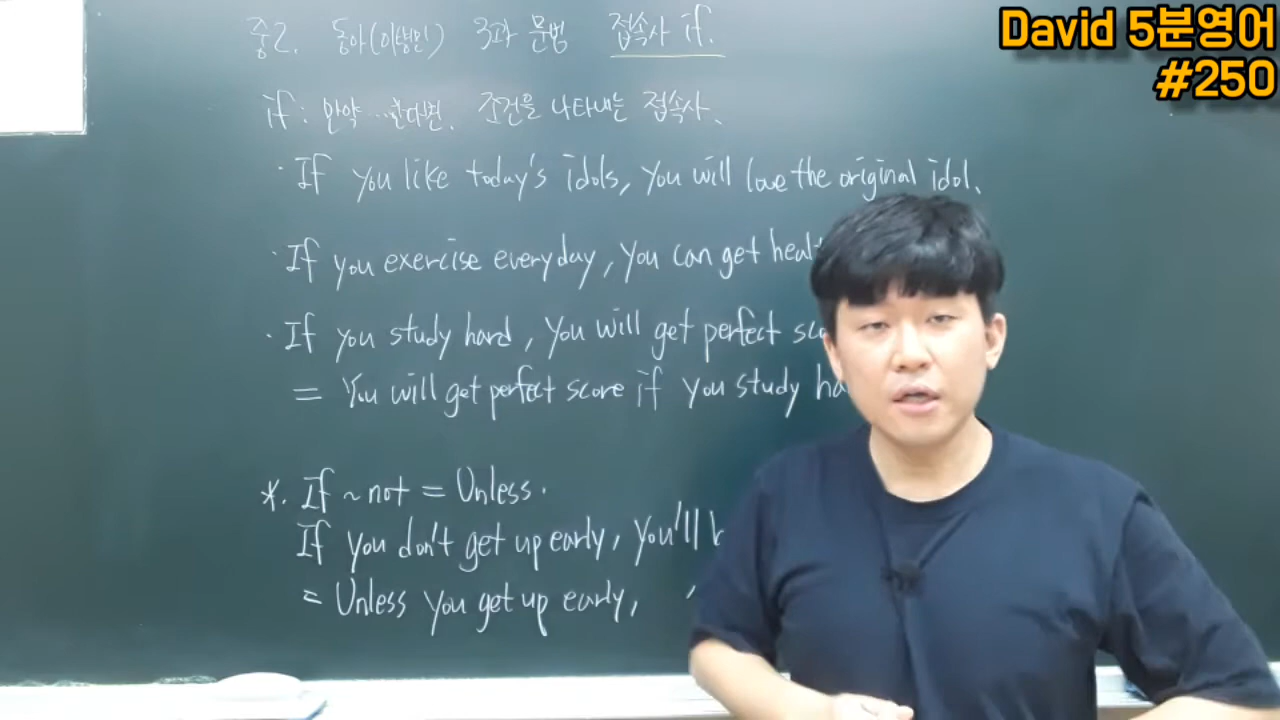 David 5분영어
#250
중2. 동아(이병민) 3과 문법 접속사 if.
if : 만약 …한다면. 조건을 나타내는 접속사.
· If you like today's idols, you will love the original idol.
· If you exercise everyday, you can get
· If you study hard, you will get perfect
= You will get perfect score if you study
*. If ~ not = Unless.
If you don't get up early, you'll
= Unless you get up early,